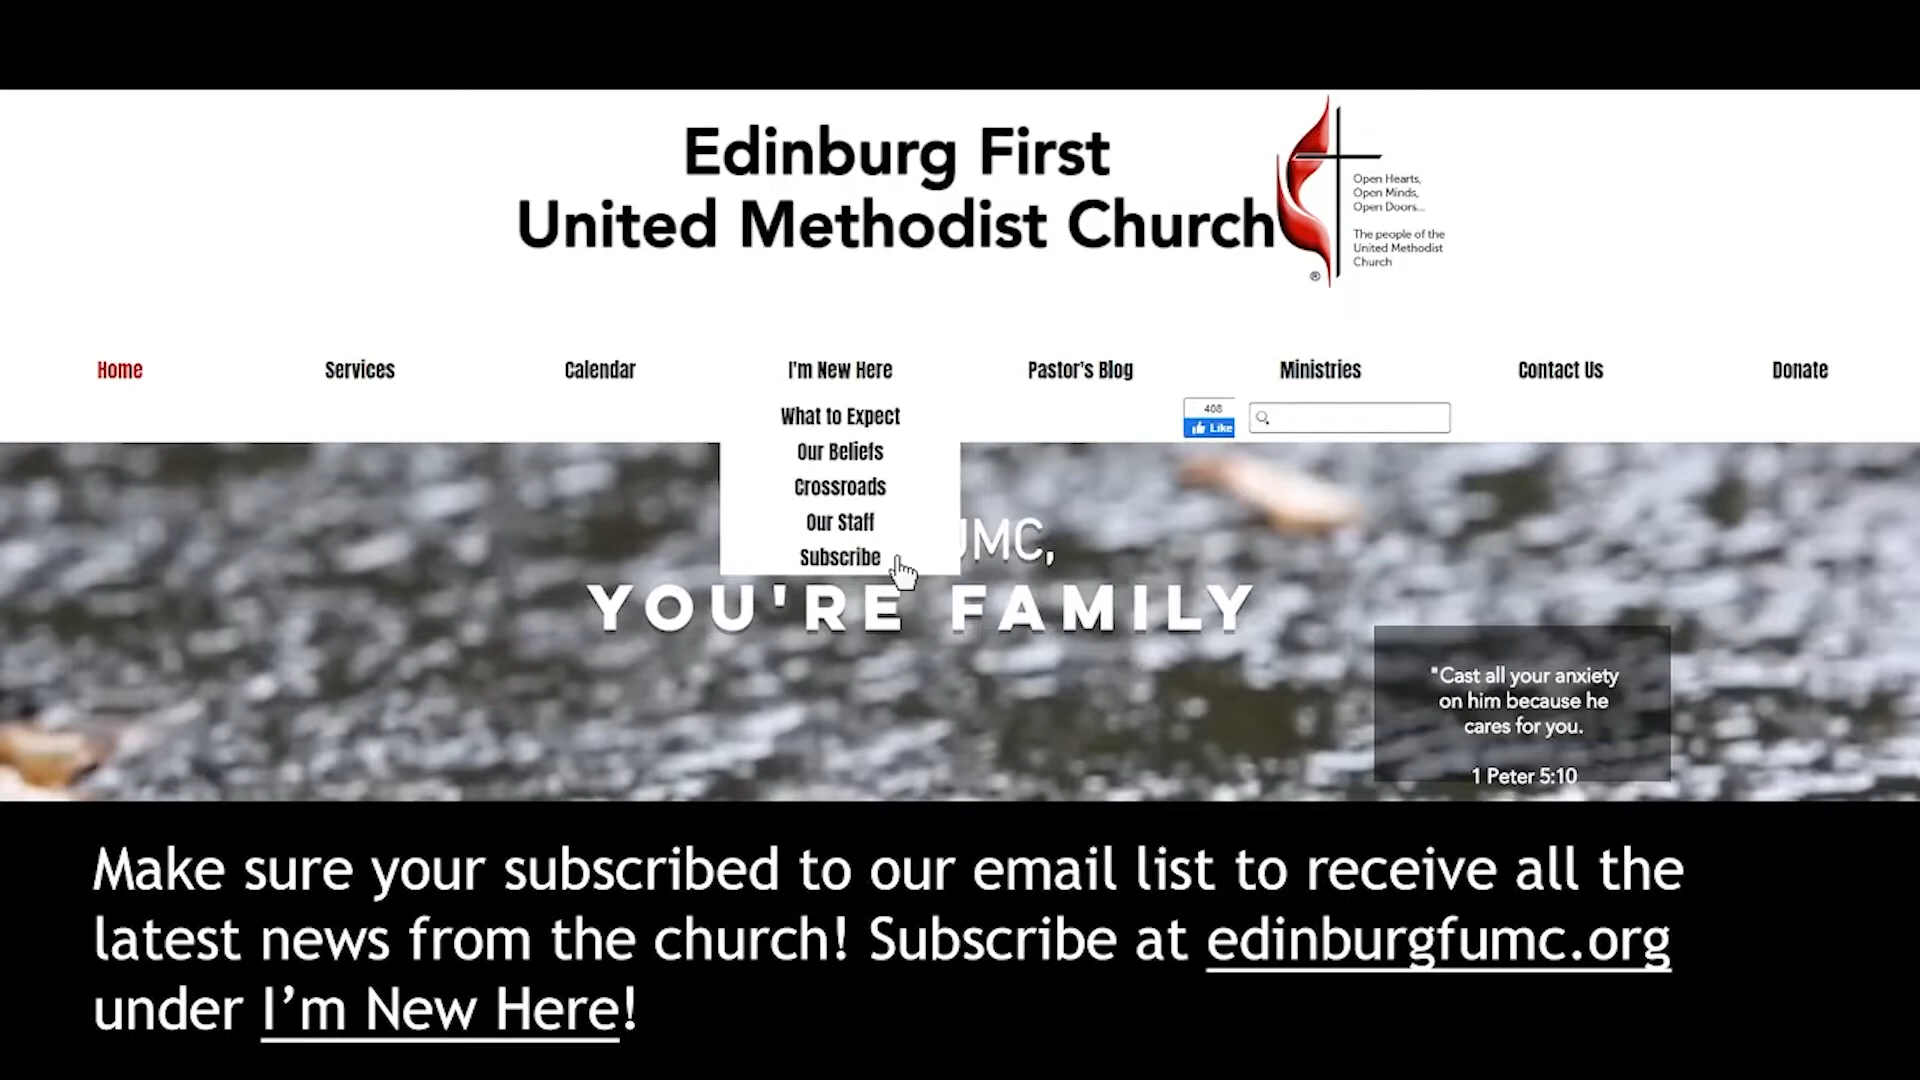 Edinburg First
United Methodist Church
Open Hearts,
Open Minds,
Open Doors...
The people of the
United Methodist
Church
®
Home Services Calendar I'm New Here Pastor's Blog Ministries Contact Us Donate
What to Expect
Our Beliefs
Crossroads
Our Staff
Subscribe
408
Like
UMC,
YOU'RE FAMILY
"Cast all your anxiety
on him because he
cares for you.
1 Peter 5:10
Make sure your subscribed to our email list to receive all the
latest news from the church! Subscribe at edinburgfumc.org
under I’m New Here!